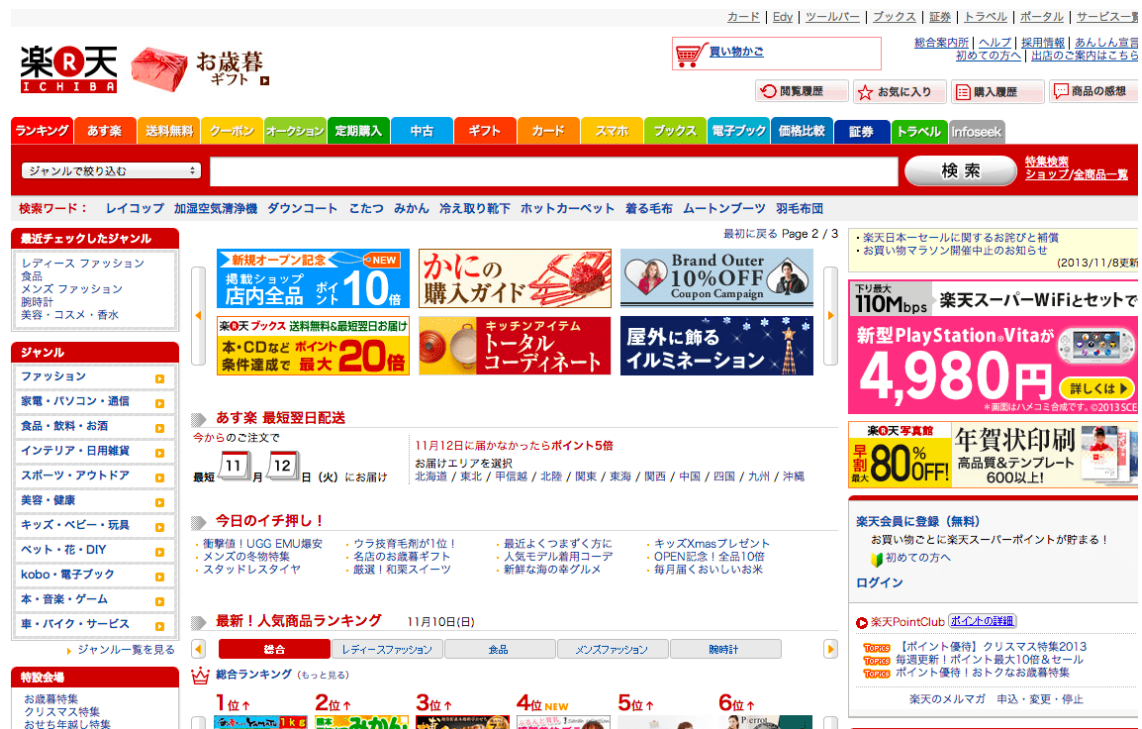 カード | Edy | ツールバー | ブックス | 証券 | トラベル | ポータル | サービス一覧
楽R天
ICHIBA
お歳暮
ギフト
買い物かご
総合案内所 | ヘルプ | 採用情報 | あんしん宣言
初めての方へ | 出店のご案内はこちら
閲覧履歴
お気に入り
購入履歴
商品の感想
ランキング
あす楽
送料無料
クーポン
オークション
定期購入
中古
ギフト
カード
スマホ
ブックス
電子ブック
価格比較
証券
トラベル
Infoseek
ジャンルで絞り込む
検 索
特集検索
ショップ/全商品一覧
検索ワード： レイコップ 加湿空気清浄機 ダウンコート こたつ みかん 冷え取り靴下 ホットカーペット 着る毛布 ムートンブーツ 羽毛布団
最近チェックしたジャンル
レディース ファッション
食品
メンズ ファッション
腕時計
美容・コスメ・香水
ジャンル
ファッション
家電・パソコン・通信
食品・飲料・お酒
インテリア・日用雑貨
スポーツ・アウトドア
美容・健康
キッズ・ベビー・玩具
ペット・花・DIY
kobo・電子ブック
本・音楽・ゲーム
車・バイク・サービス
ジャンル一覧を見る
特設会場
お歳暮特集
クリスマス特集
おせち年越し特集
最初に戻る Page 2 / 3
新規オープン記念 NEW
掲載ショップ
店内全品 ポイント10倍
かにの
購入ガイド
Brand Outer
10%OFF
Coupon Campaign
楽R天 ブックス 送料無料&最短翌日お届け
本・CDなど ポイント
条件達成で 最大20倍
キッチンアイテム
トータル
コーディネート
屋外に飾る
イルミネーション
あす楽 最短翌日配送
今からのご注文で
最短 11 月 12 日 (火) にお届け
11月12日に届かなかったらポイント5倍
お届けエリアを選択
北海道 / 東北 / 甲信越 / 北陸 / 関東 / 東海 / 関西 / 中国 / 四国 / 九州 / 沖縄
今日のイチ押し！
・衝撃値！UGG EMU爆安
・メンズの冬物特集
・スタッドレスタイヤ
・ウラ技育毛剤が1位！
・名店のお歳暮ギフト
・厳選！和栗スイーツ
・最近よくつまずく方に
・人気モデル着用コーデ
・新鮮な海の幸グルメ
・キッズXmasプレゼント
・OPEN記念！全品10倍
・毎月届くおいしいお米
最新！人気商品ランキング 11月10日(日)
総合
レディースファッション
食品
メンズファッション
腕時計
総合ランキング (もっと見る)
1位↑
2位↑
3位↑
4位 NEW
5位↑
6位↑
1kg
みかん
Pierrot
・楽天日本一セールに関するお詫びと補償
・お買い物マラソン開催中止のお知らせ
(2013/11/8更新
下り最大
110Mbps 楽天スーパーWiFiとセットで
新型PlayStation®Vitaが
4,980円
詳しくは
*画面はハメコミ合成です。©2013 SCE
楽R天 写真館
早割 最大80%OFF!
年賀状印刷
高品質&テンプレート
600以上!
楽天会員に登録（無料）
お買い物ごとに楽天スーパーポイントが貯まる！
初めての方へ
ログイン
楽天PointClub ポイントの詳細
TOPICS 【ポイント優待】クリスマス特集2013
TOPICS 毎週更新！ポイント最大10倍＆セール
TOPICS ポイント優待！おトクなお歳暮特集
楽天のメルマガ 申込・変更・停止